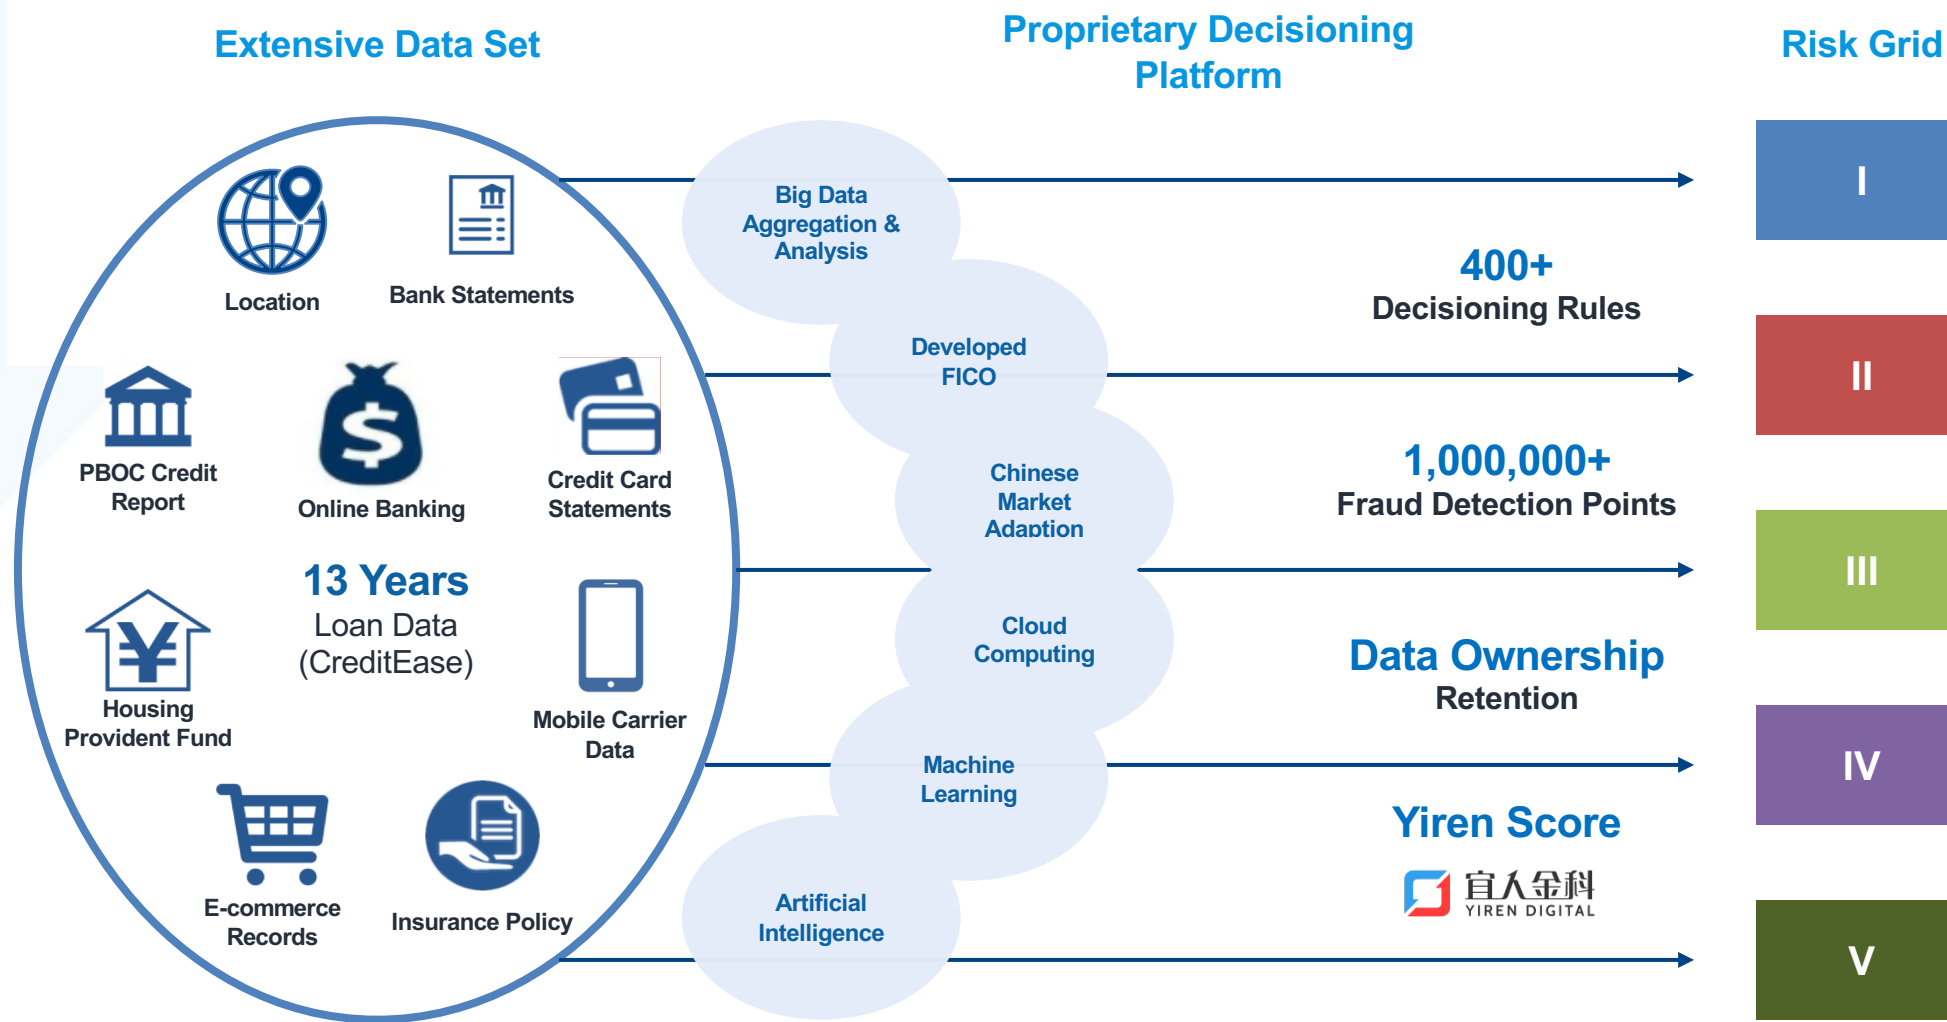 Extensive Data Set
Proprietary Decisioning
Platform
Risk Grid
Location
Bank Statements
PBOC Credit
Report
Online Banking
Credit Card
Statements
13 Years
Loan Data
(CreditEase)
Housing
Provident Fund
Mobile Carrier
Data
E-commerce
Records
Insurance Policy
Big Data
Aggregation &
Analysis
Developed
FICO
Chinese
Market
Adaption
Cloud
Computing
Machine
Learning
Artificial
Intelligence
400+
Decisioning Rules
1,000,000+
Fraud Detection Points
Data Ownership
Retention
Yiren Score
宜人金科
YIREN DIGITAL
I
II
III
IV
V